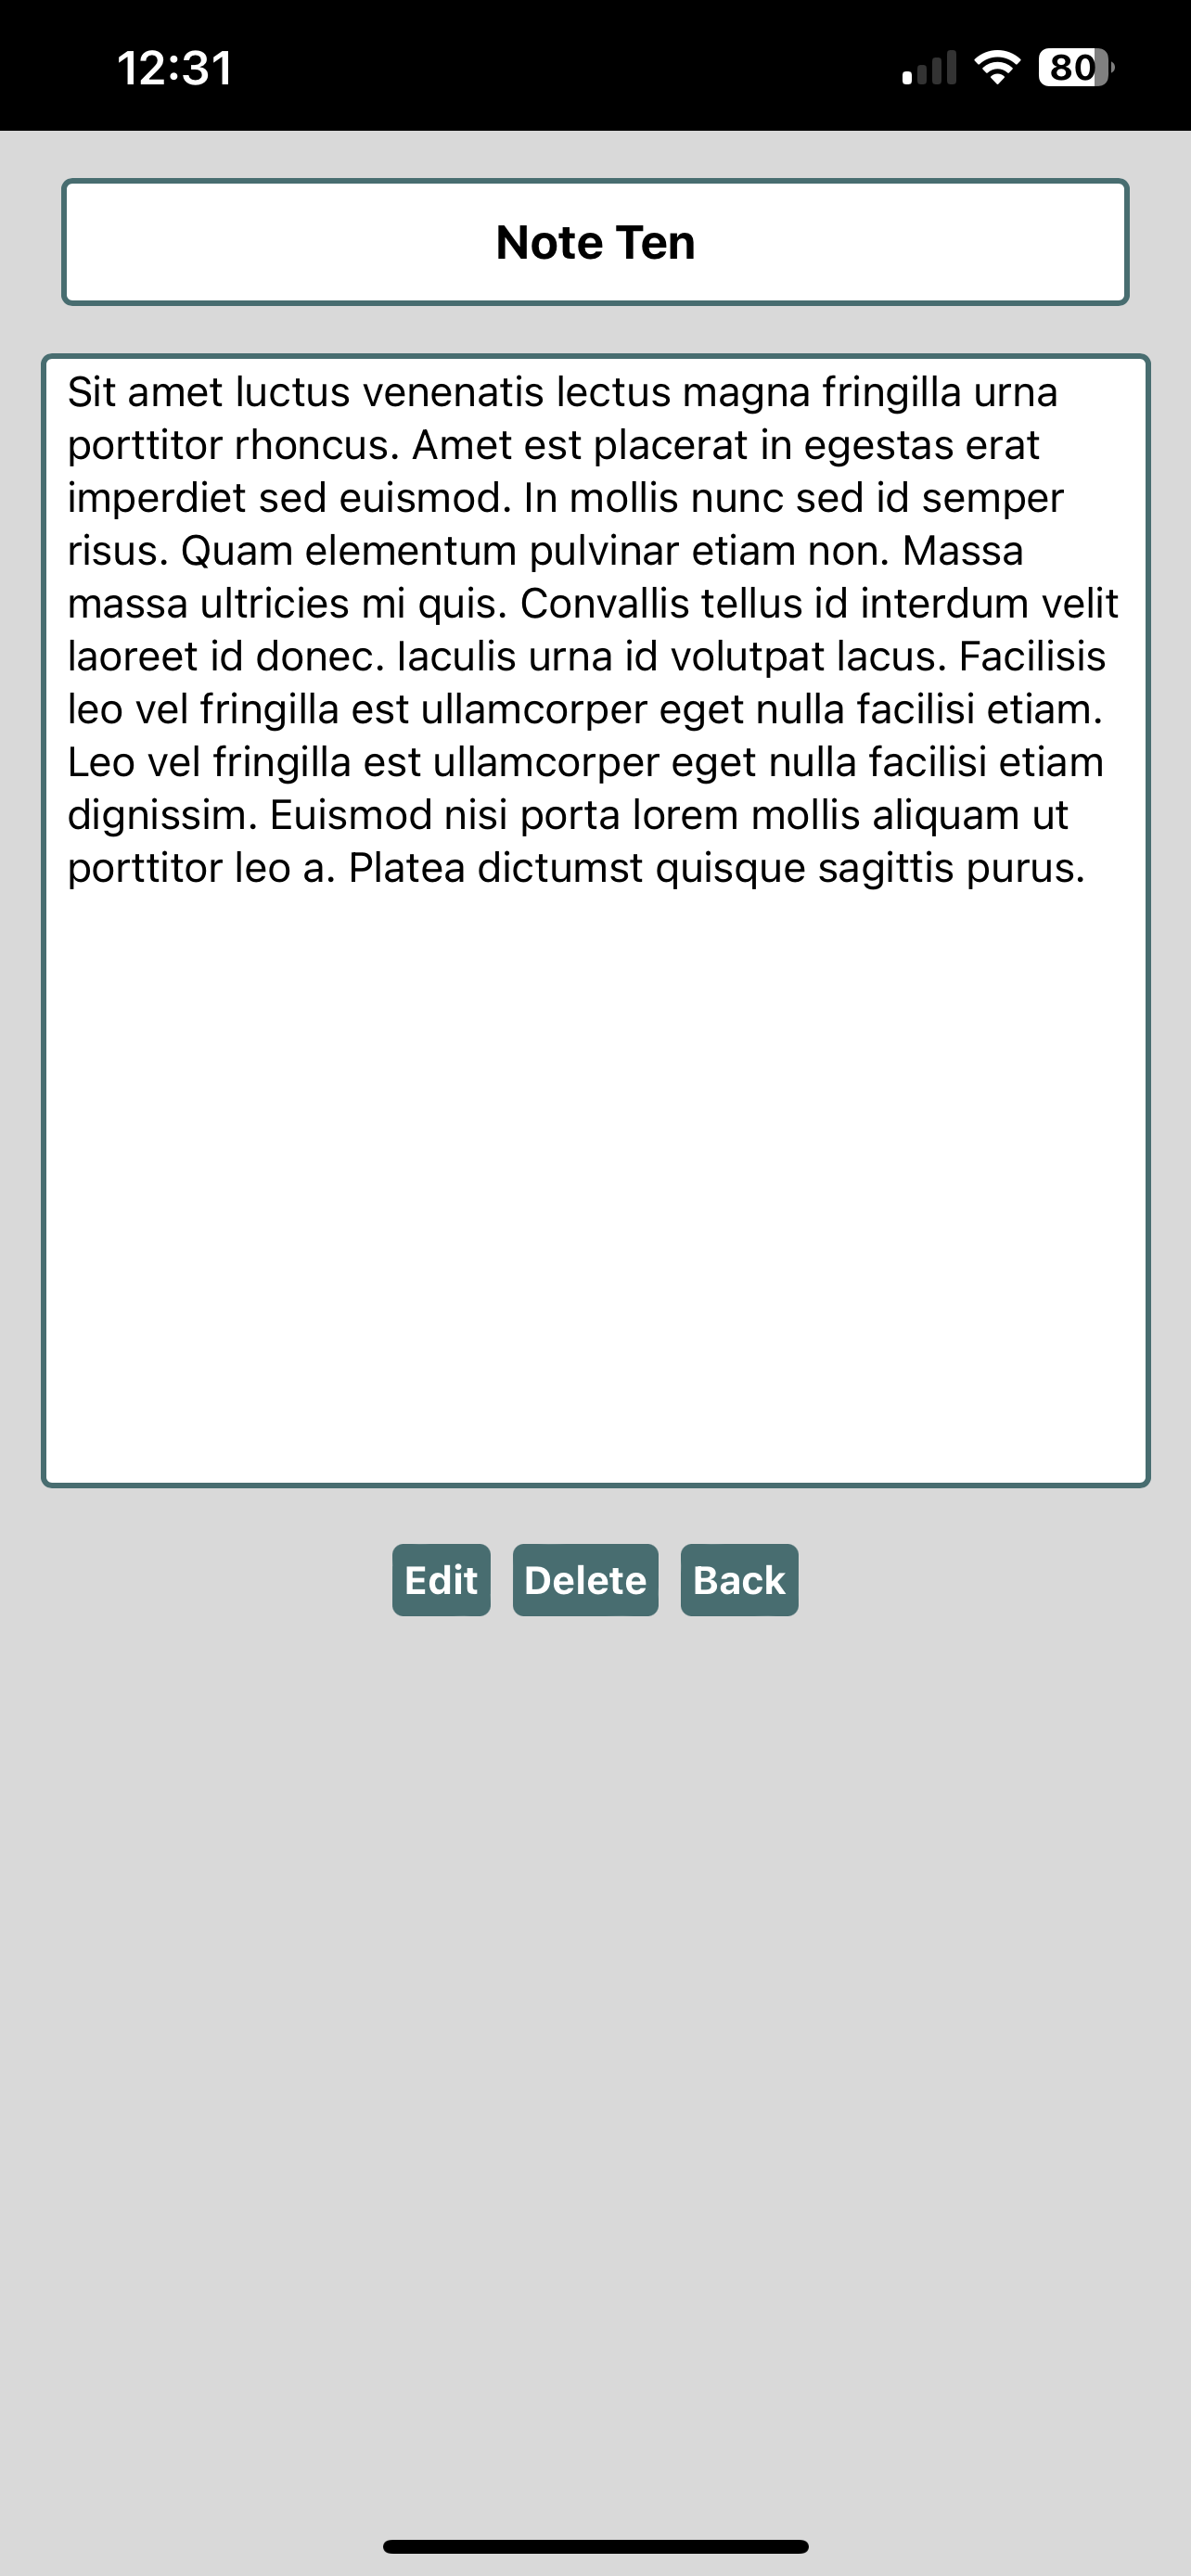 12:31
80
Note Ten
Sit amet luctus venenatis lectus magna fringilla urna
porttitor rhoncus. Amet est placerat in egestas erat
imperdiet sed euismod. In mollis nunc sed id semper
risus. Quam elementum pulvinar etiam non. Massa
massa ultricies mi quis. Convallis tellus id interdum velit
laoreet id donec. Iaculis urna id volutpat lacus. Facilisis
leo vel fringilla est ullamcorper eget nulla facilisi etiam.
Leo vel fringilla est ullamcorper eget nulla facilisi etiam
dignissim. Euismod nisi porta lorem mollis aliquam ut
porttitor leo a. Platea dictumst quisque sagittis purus.
Edit Delete Back